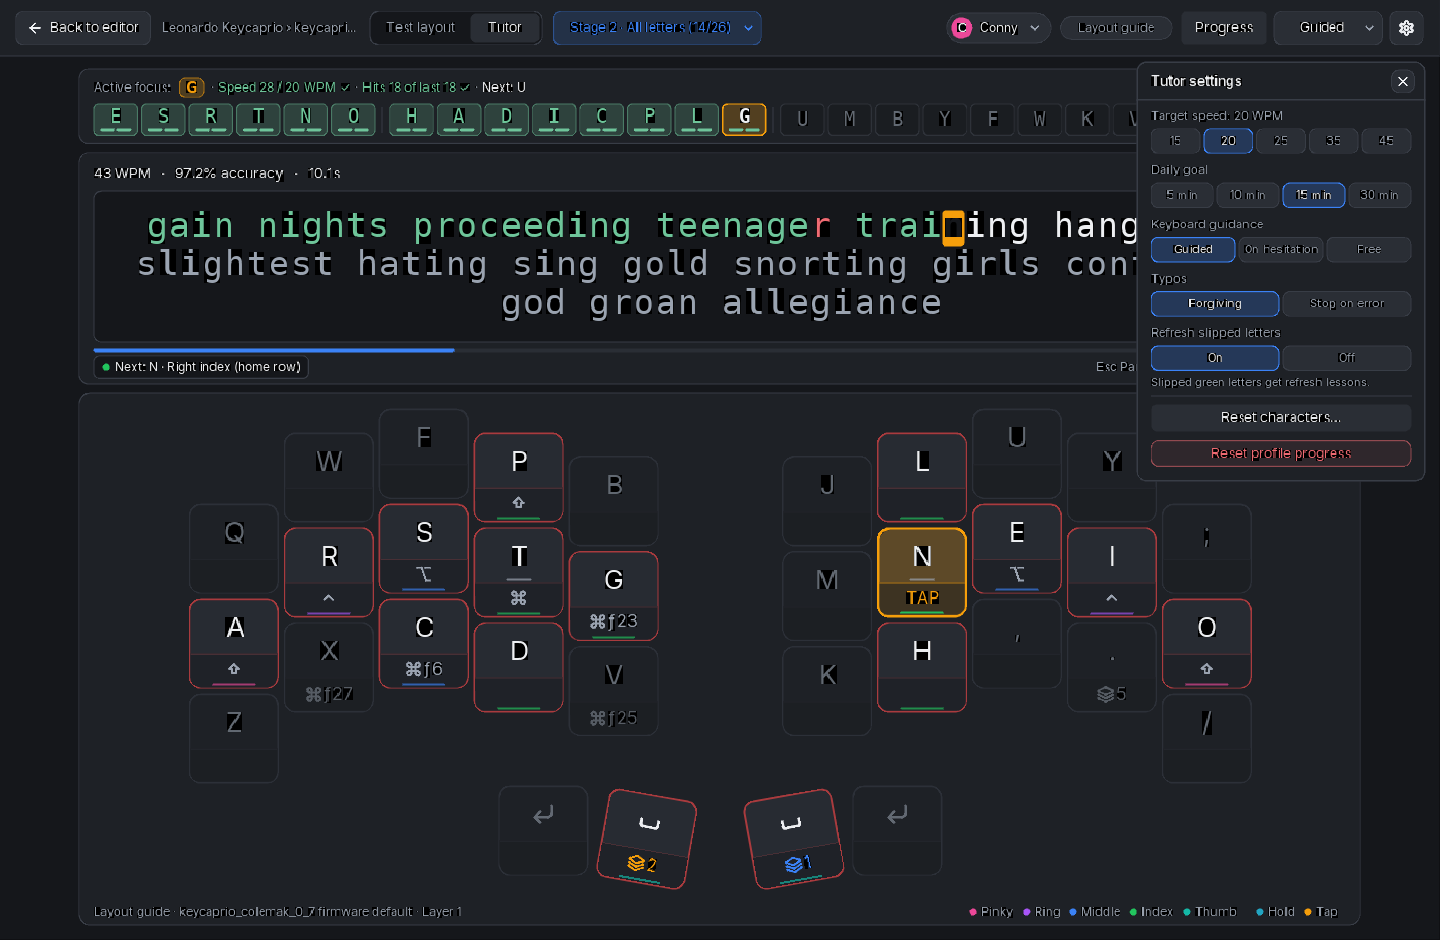 Back to editor
Leonardo Keycaprio › keycapri...
Test layout
Tutor
Stage 2 · All letters (14/26)
C Conny
Layout guide
Progress
Guided
Active focus: G · Speed 28 / 20 WPM ✓ · Hits 18 of last 18 ✓ · Next: U
E S R T N O H A D I C P L G U M B Y F W K
43 WPM · 97.2% accuracy · 10.1s
gain nights proceeding teenager training hang
slightest hating sing gold snorting girls
god groan allegiance
Next: N · Right index (home row)
Esc
Tutor settings
Target speed: 20 WPM
15 20 25 35 45
Daily goal
5 min 10 min 15 min 30 min
Keyboard guidance
Guided On hesitation Free
Typos
Forgiving Stop on error
Refresh slipped letters
On Off
Slipped green letters get refresh lessons.
Reset characters...
Reset profile progress
F U
W P L Y
⇧
B J
Q S E ;
⌥ ⌥
R T N I
^ ⌘ TAP ^
G M
⌘ƒ23
A C , O
⇧ ⌘ƒ6 ⇧
X D H .
⌘ƒ27 5
V K
⌘ƒ25
Z /
2 1
Layout guide · keycaprio_colemak_0_7 firmware default · Layer 1
Pinky Ring Middle Index Thumb Hold Tap